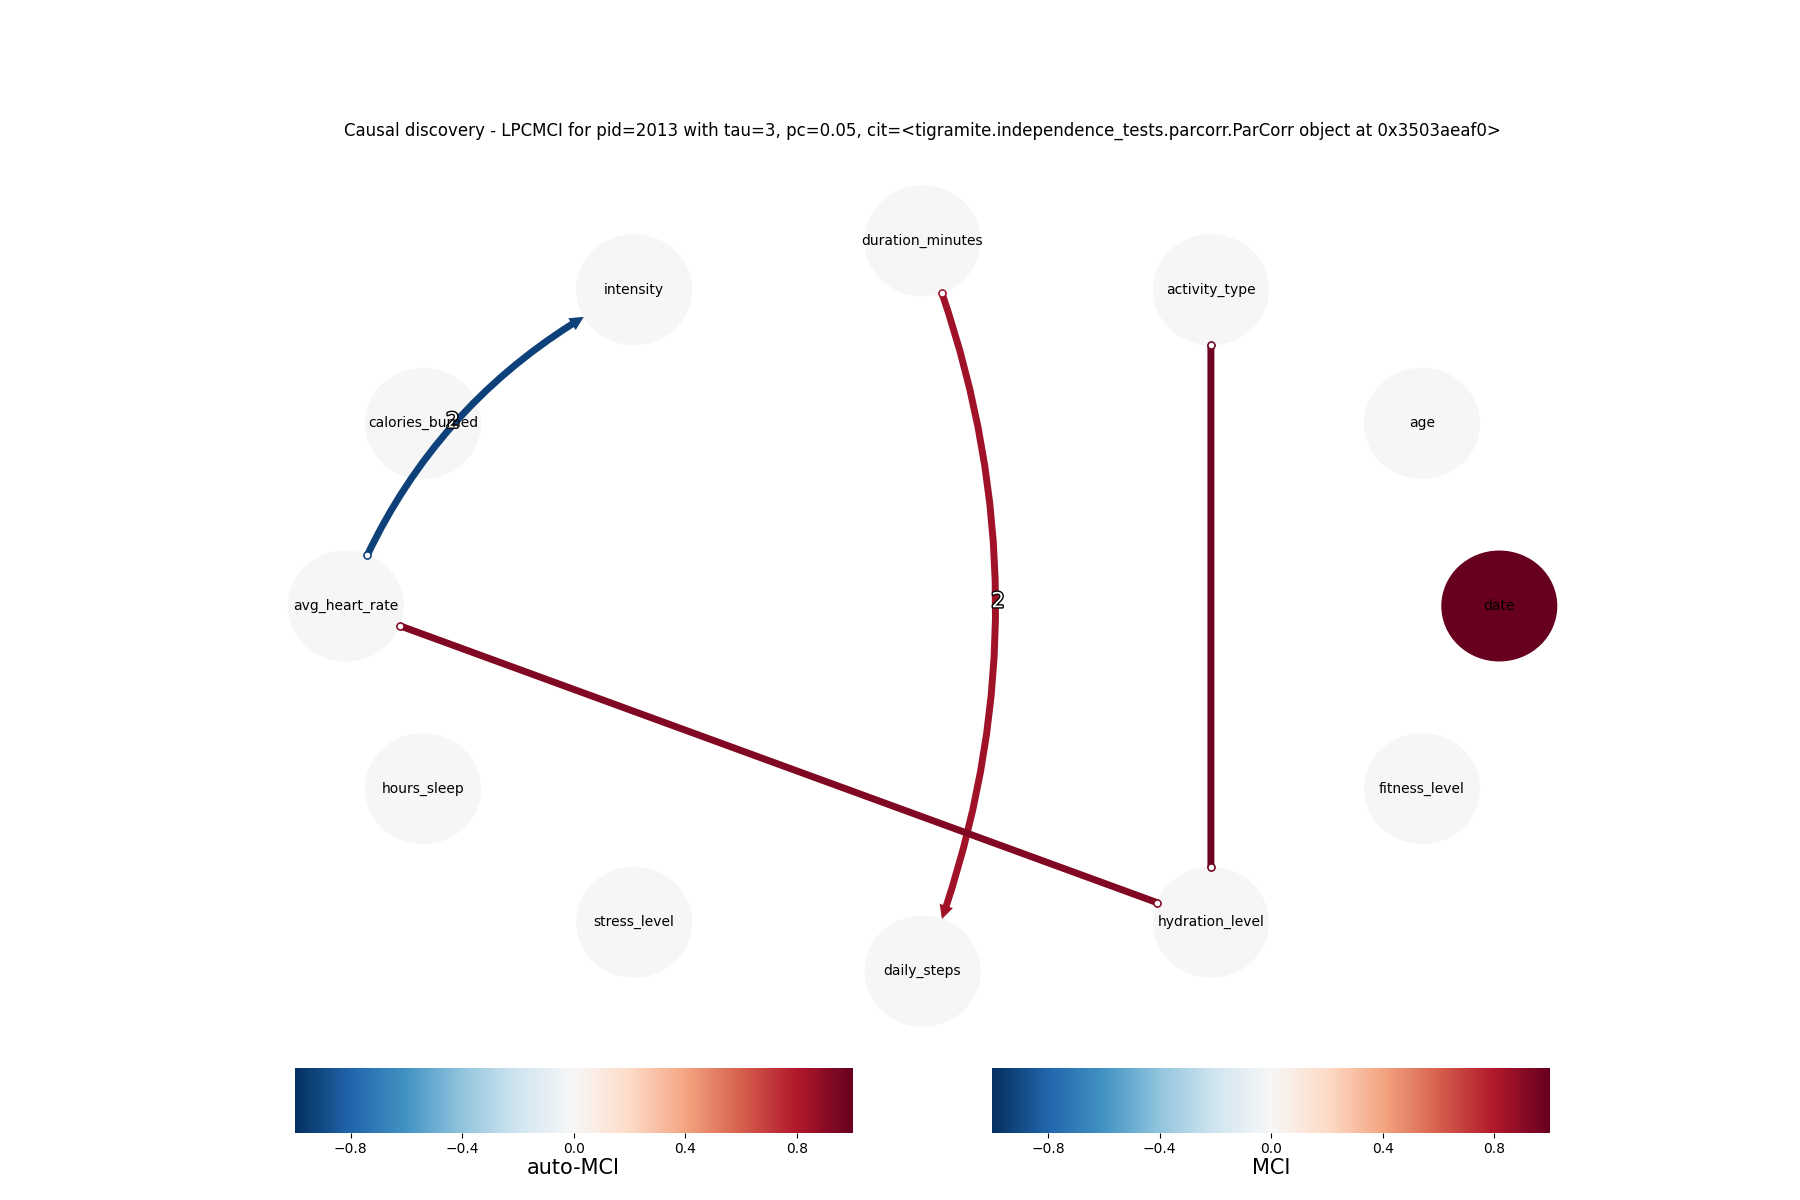 Causal discovery - LPCMCI for pid=2013 with tau=3, pc=0.05, cit=<tigramite.independence_tests.parcorr.ParCorr object at 0x3503aeaf0>
duration_minutes
intensity
activity_type
calories_burned
2
age
avg_heart_rate
2
date
hours_sleep
fitness_level
stress_level
hydration_level
daily_steps
−0.8 −0.4 0.0 0.4 0.8
auto-MCI
−0.8 −0.4 0.0 0.4 0.8
MCI